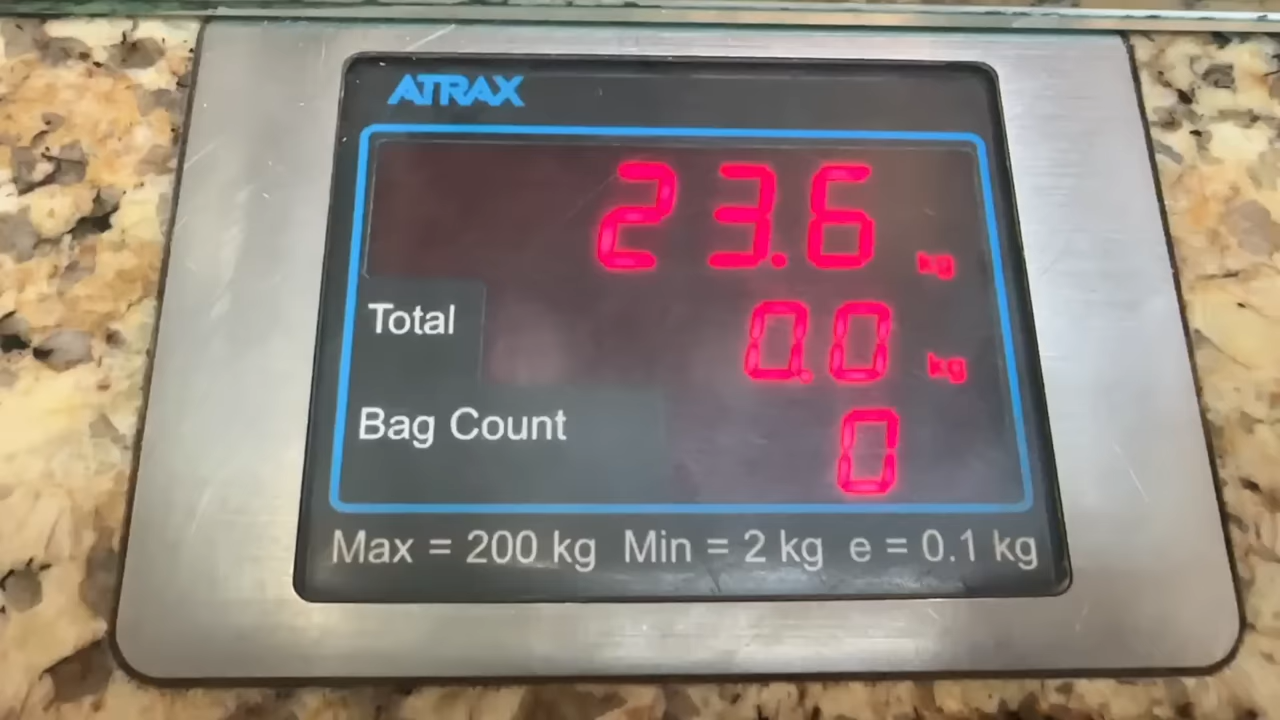 ATRAX
23.6 kg
Total 0.0 kg
Bag Count 0
Max = 200 kg Min = 2 kg e = 0.1 kg